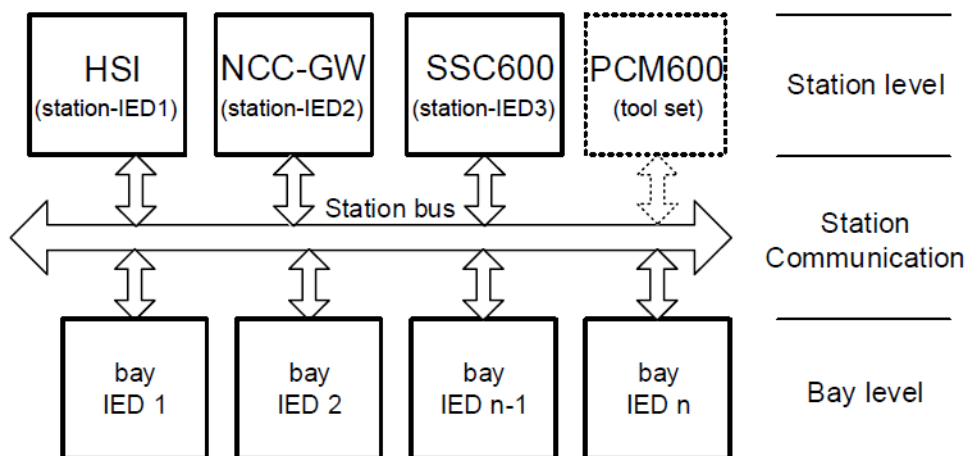 HSI
(station-IED1)
NCC-GW
(station-IED2)
SSC600
(station-IED3)
PCM600
(tool set)
Station level
Station bus
Station
Communication
bay
IED 1
bay
IED 2
bay
IED n-1
bay
IED n
Bay level